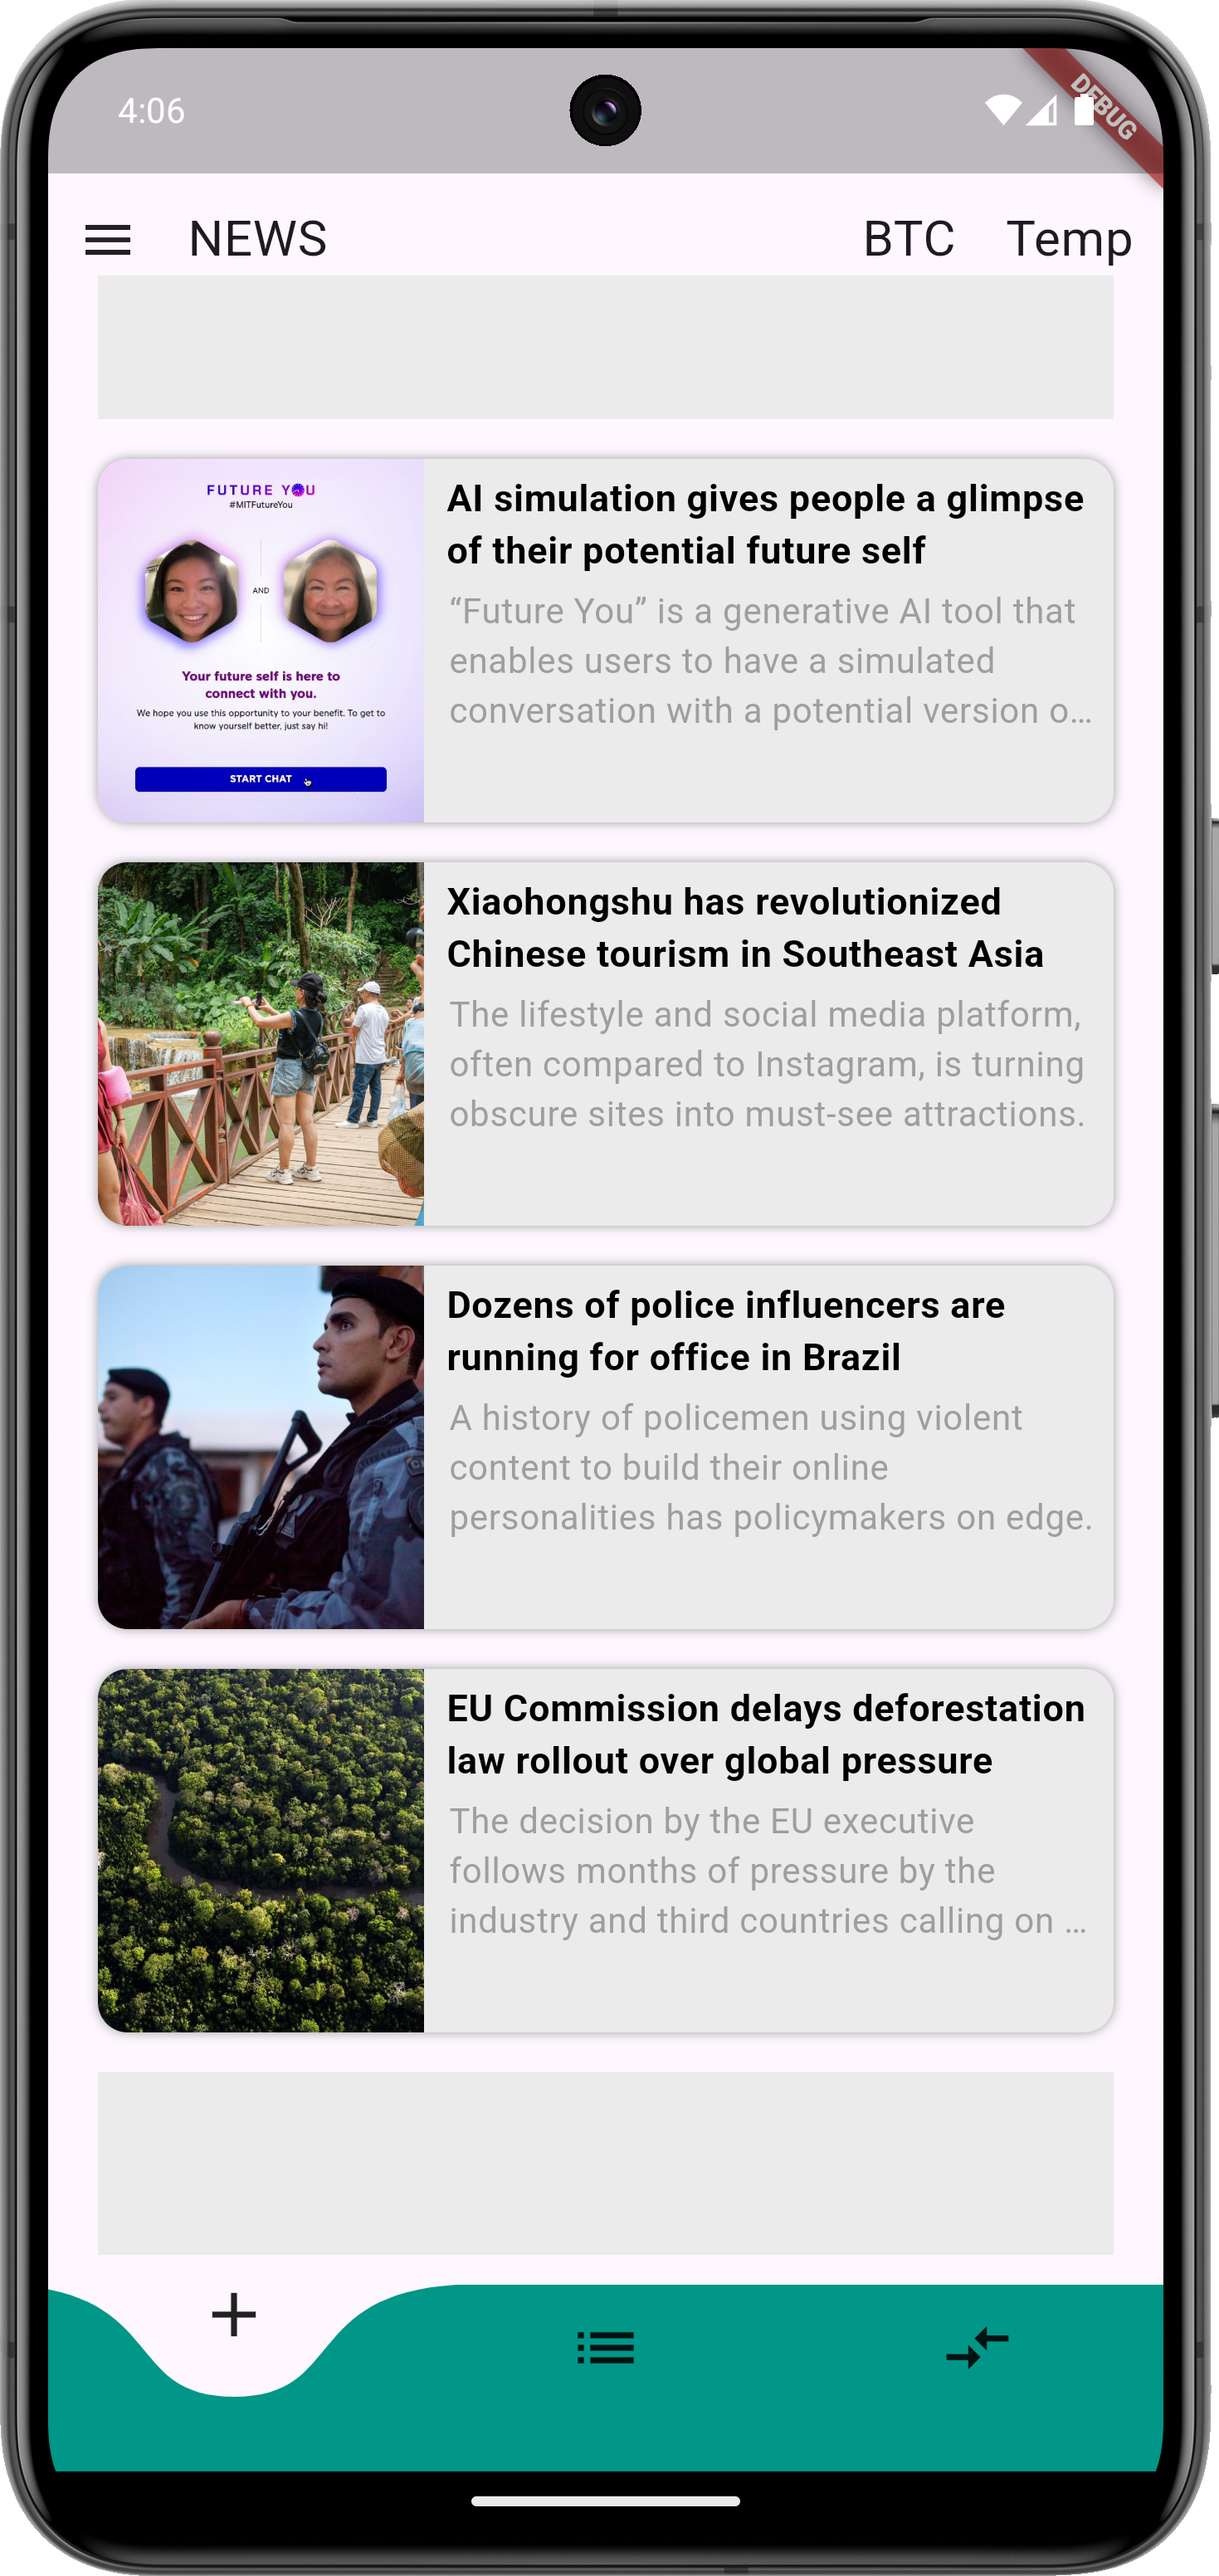 4:06
DEBUG
NEWS
BTC
Temp
FUTURE YOU
#MITFutureYou
AND
Your future self is here to
connect with you.
We hope you use this opportunity to your benefit. To get to
know yourself better, just say hi!
START CHAT
AI simulation gives people a glimpse
of their potential future self
“Future You” is a generative AI tool that
enables users to have a simulated
conversation with a potential version o…
Xiaohongshu has revolutionized
Chinese tourism in Southeast Asia
The lifestyle and social media platform,
often compared to Instagram, is turning
obscure sites into must-see attractions.
Dozens of police influencers are
running for office in Brazil
A history of policemen using violent
content to build their online
personalities has policymakers on edge.
EU Commission delays deforestation
law rollout over global pressure
The decision by the EU executive
follows months of pressure by the
industry and third countries calling on …